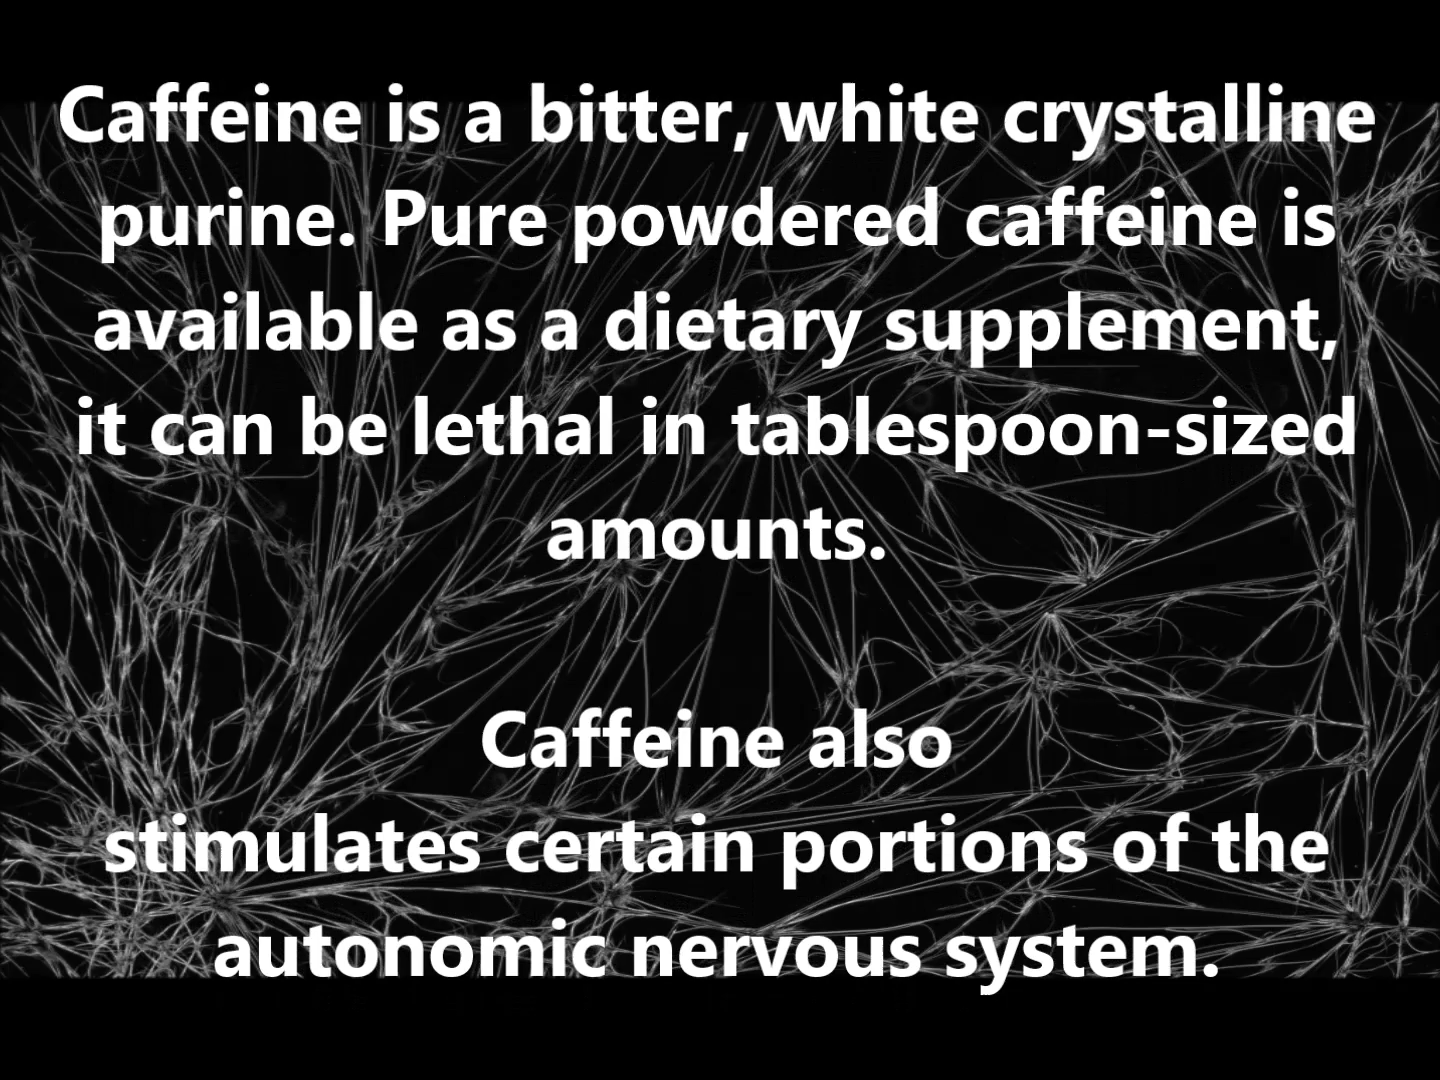 Caffeine is a bitter, white crystalline
purine. Pure powdered caffeine is
available as a dietary supplement,
it can be lethal in tablespoon-sized
amounts.
Caffeine also
stimulates certain portions of the
autonomic nervous system.